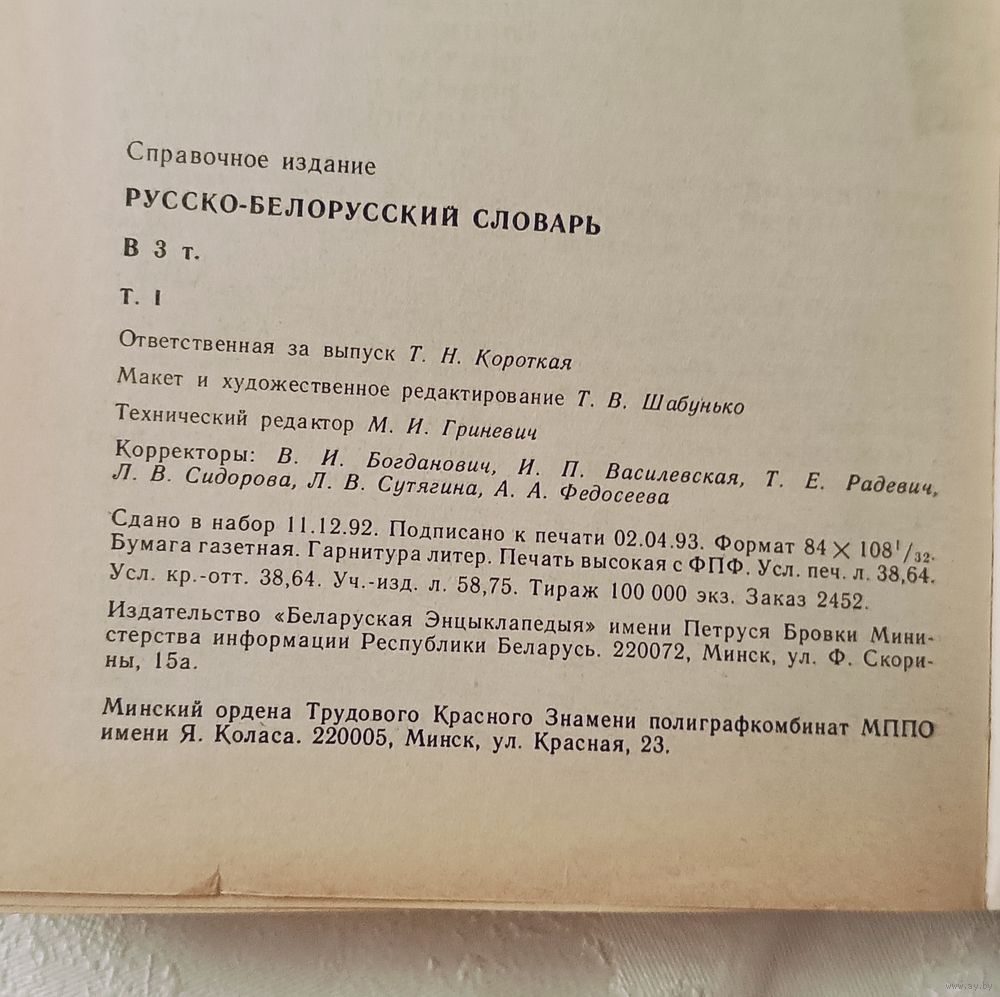 Справочное издание
РУССКО-БЕЛОРУССКИЙ СЛОВАРЬ
В 3 т.
Т. I
Ответственная за выпуск Т. Н. Короткая
Макет и художественное редактирование Т. В. Шабунько
Технический редактор М. И. Гриневич
Корректоры: В. И. Богданович, И. П. Василевская, Т. Е. Радевич,
Л. В. Сидорова, Л. В. Сутягина, А. А. Федосеева
Сдано в набор 11.12.92. Подписано к печати 02.04.93. Формат 84×108¹/₃₂.
Бумага газетная. Гарнитура литер. Печать высокая с ФПФ. Усл. печ. л. 38,64.
Усл. кр.-отт. 38,64. Уч.-изд. л. 58,75. Тираж 100 000 экз. Заказ 2452.
Издательство «Беларуская Энцыклапедыя» имени Петруся Бровки Мини-
стерства информации Республики Беларусь. 220072, Минск, ул. Ф. Скори-
ны, 15а.
Минский ордена Трудового Красного Знамени полиграфкомбинат МППО
имени Я. Коласа. 220005, Минск, ул. Красная, 23.
www.ay.by